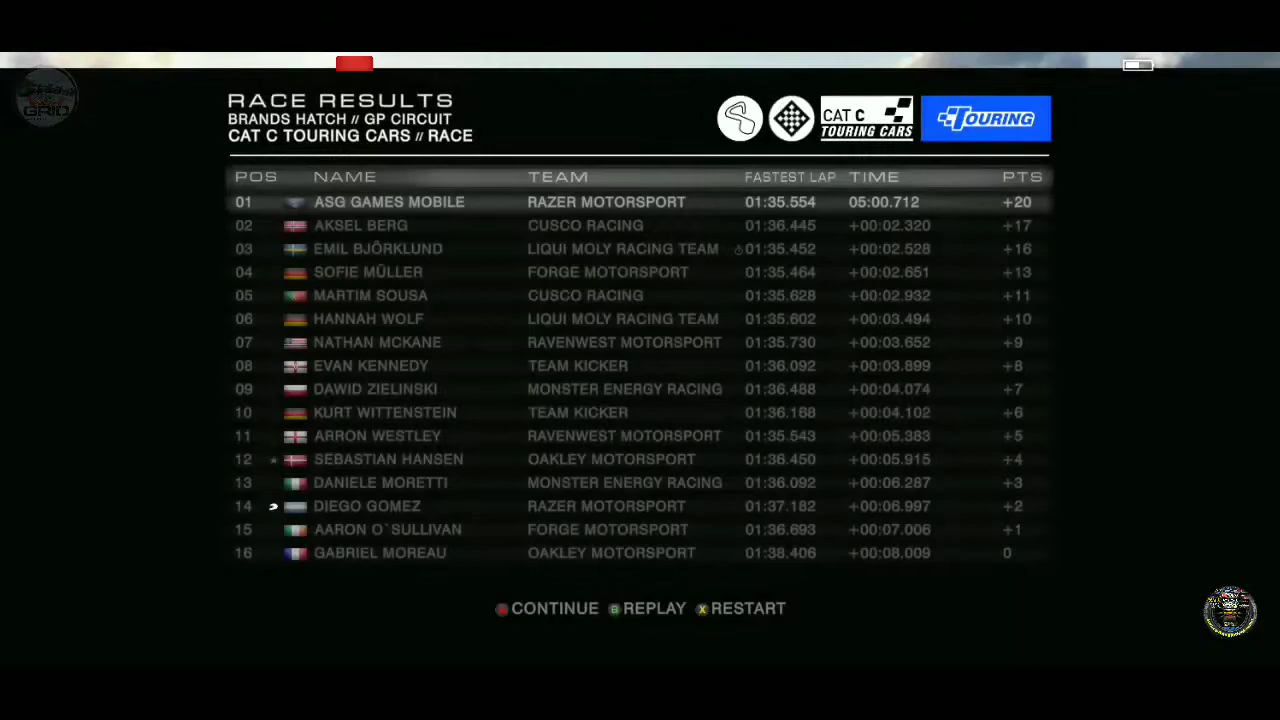 RACE RESULTS
BRANDS HATCH // GP CIRCUIT
CAT C TOURING CARS // RACE
CAT C
TOURING CARS
TOURING
GRID
POS NAME TEAM FASTEST LAP TIME PTS
01 ASG GAMES MOBILE RAZER MOTORSPORT 01:35.554 05:00.712 +20
02 AKSEL BERG CUSCO RACING 01:36.445 +00:02.320 +17
03 EMIL BJÖRKLUND LIQUI MOLY RACING TEAM 01:35.452 +00:02.528 +16
04 SOFIE MÜLLER FORGE MOTORSPORT 01:35.464 +00:02.651 +13
05 MARTIM SOUSA CUSCO RACING 01:35.628 +00:02.932 +11
06 HANNAH WOLF LIQUI MOLY RACING TEAM 01:35.602 +00:03.494 +10
07 NATHAN MCKANE RAVENWEST MOTORSPORT 01:35.730 +00:03.652 +9
08 EVAN KENNEDY TEAM KICKER 01:36.092 +00:03.899 +8
09 DAWID ZIELINSKI MONSTER ENERGY RACING 01:36.488 +00:04.074 +7
10 KURT WITTENSTEIN TEAM KICKER 01:36.168 +00:04.102 +6
11 ARRON WESTLEY RAVENWEST MOTORSPORT 01:35.543 +00:05.383 +5
12 SEBASTIAN HANSEN OAKLEY MOTORSPORT 01:36.450 +00:05.915 +4
13 DANIELE MORETTI MONSTER ENERGY RACING 01:36.092 +00:06.287 +3
14 DIEGO GOMEZ RAZER MOTORSPORT 01:37.182 +00:06.997 +2
15 AARON O`SULLIVAN FORGE MOTORSPORT 01:36.693 +00:07.006 +1
16 GABRIEL MOREAU OAKLEY MOTORSPORT 01:38.406 +00:08.009 0
CONTINUE B REPLAY X RESTART